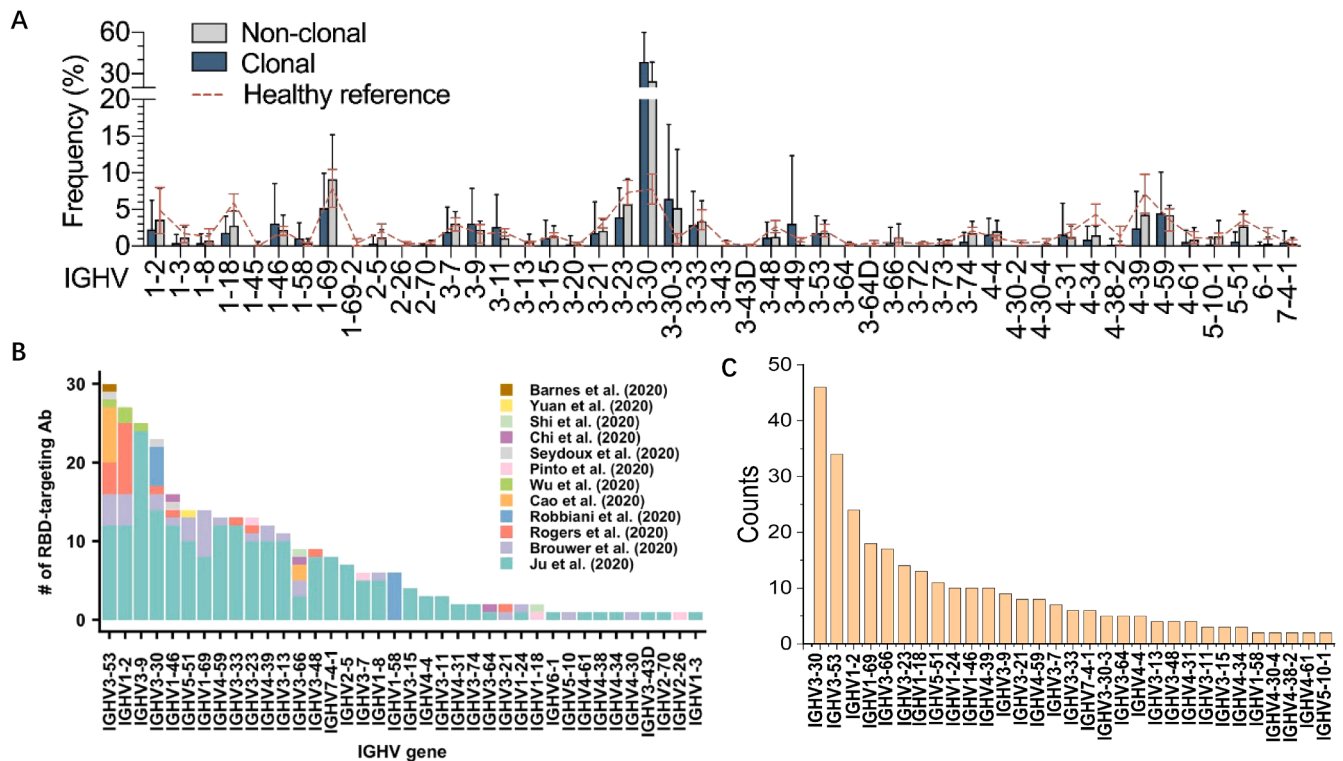 A
Non-clonal
Clonal
Healthy reference
Frequency (%)
60
30
20
15
10
5
0
IGHV
1-2
1-3
1-8
1-18
1-45
1-46
1-58
1-69
1-69-2
2-5
2-26
2-70
3-7
3-9
3-11
3-13
3-15
3-20
3-21
3-23
3-30
3-30-3
3-33
3-43
3-43D
3-48
3-49
3-53
3-64
3-64D
3-66
3-72
3-73
3-74
4-4
4-30-2
4-30-4
4-31
4-34
4-38-2
4-39
4-59
4-61
5-10-1
5-51
6-1
7-4-1
B
# of RBD-targeting Ab
30
20
10
0
Barnes et al. (2020)
Yuan et al. (2020)
Shi et al. (2020)
Chi et al. (2020)
Seydoux et al. (2020)
Pinto et al. (2020)
Wu et al. (2020)
Cao et al. (2020)
Robbiani et al. (2020)
Rogers et al. (2020)
Brouwer et al. (2020)
Ju et al. (2020)
IGHV3-53
IGHV1-2
IGHV3-9
IGHV3-30
IGHV1-46
IGHV5-51
IGHV1-69
IGHV4-59
IGHV3-33
IGHV3-23
IGHV4-39
IGHV3-13
IGHV3-66
IGHV3-48
IGHV7-4-1
IGHV2-5
IGHV3-7
IGHV1-8
IGHV1-58
IGHV3-15
IGHV4-4
IGHV3-11
IGHV4-31
IGHV3-74
IGHV3-64
IGHV3-21
IGHV1-24
IGHV1-18
IGHV6-1
IGHV5-10
IGHV4-61
IGHV4-38
IGHV4-34
IGHV4-30
IGHV3-43D
IGHV2-70
IGHV2-26
IGHV1-3
IGHV gene
C
Counts
50
40
30
20
10
0
IGHV3-30
IGHV3-53
IGHV1-2
IGHV1-69
IGHV3-66
IGHV3-23
IGHV1-18
IGHV5-51
IGHV1-24
IGHV1-46
IGHV4-39
IGHV3-9
IGHV3-21
IGHV4-59
IGHV3-7
IGHV3-33
IGHV7-4-1
IGHV3-30-3
IGHV3-64
IGHV4-4
IGHV3-13
IGHV3-48
IGHV4-31
IGHV3-11
IGHV3-15
IGHV4-34
IGHV1-58
IGHV4-30-4
IGHV4-38-2
IGHV4-61
IGHV5-10-1